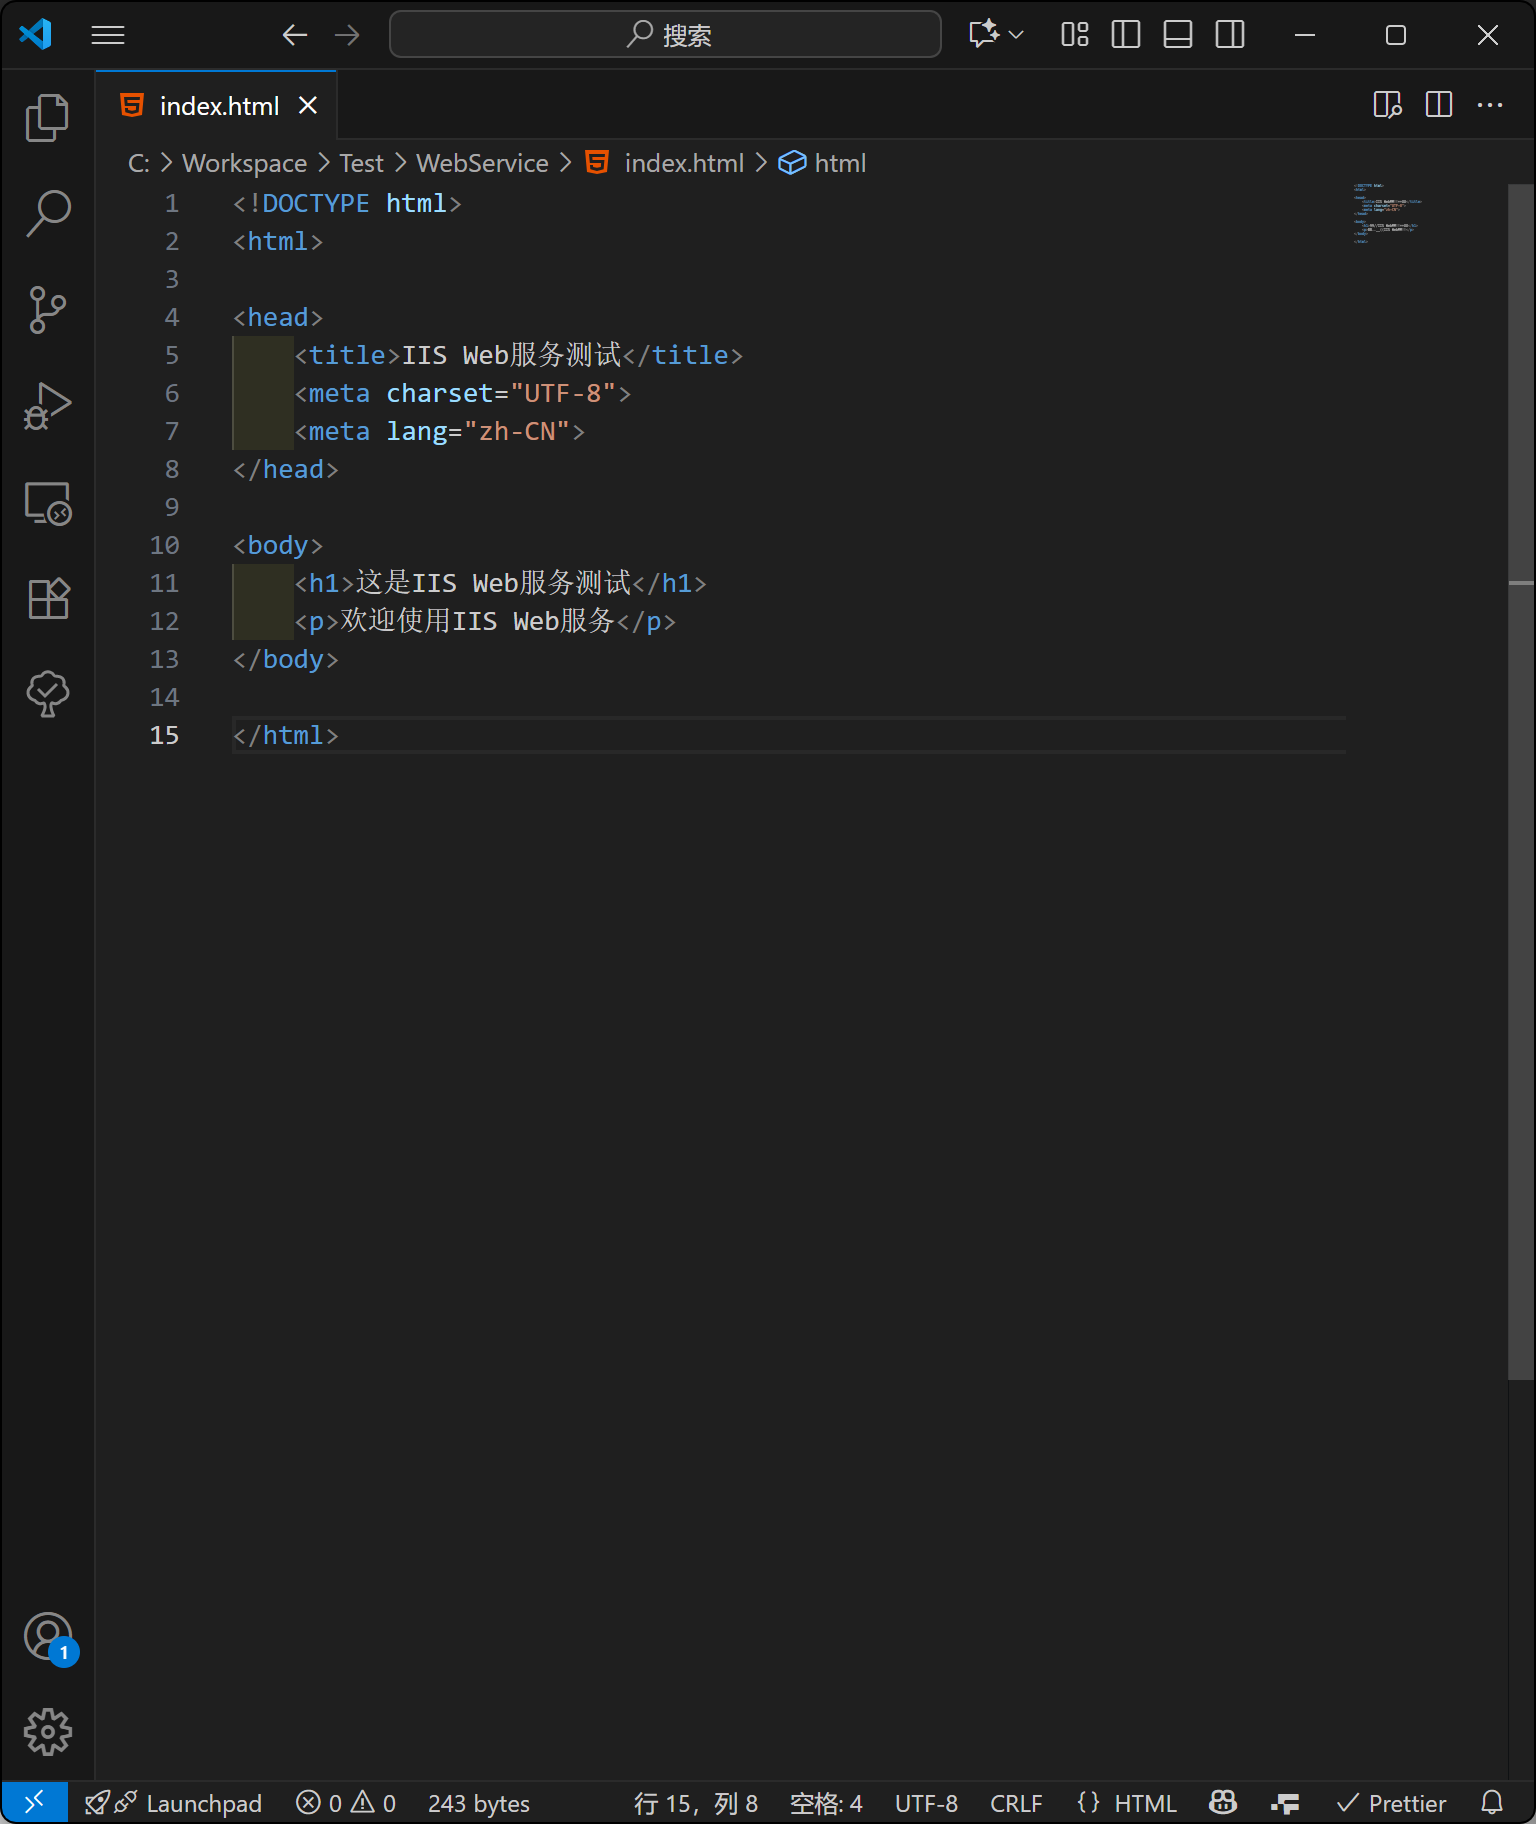 搜索
index.html
C: > Workspace > Test > WebService > index.html > html
1 <!DOCTYPE html>
2 <html>
3
4 <head>
5     <title>IIS Web服务测试</title>
6     <meta charset="UTF-8">
7     <meta lang="zh-CN">
8 </head>
9
10 <body>
11     <h1>这是IIS Web服务测试</h1>
12     <p>欢迎使用IIS Web服务</p>
13 </body>
14
15 </html>
1
Launchpad 0 0 243 bytes 行 15，列 8 空格: 4 UTF-8 CRLF {} HTML Prettier